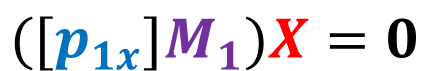 ([p₁ₓ]M₁)X = 0